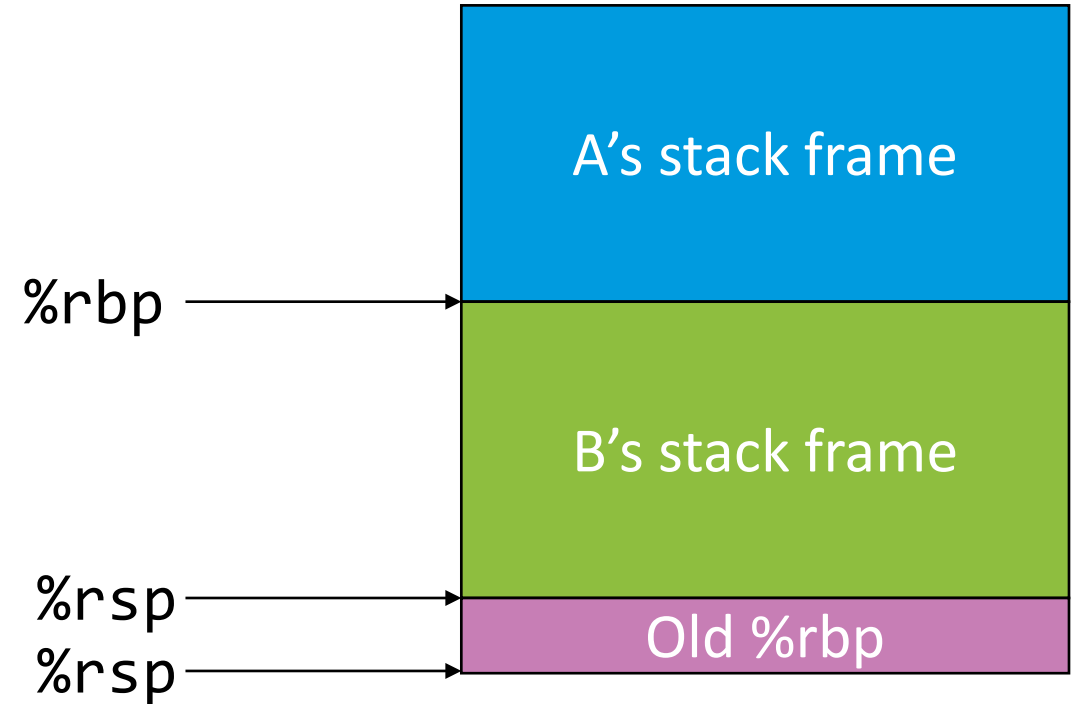 A’s stack frame
%rbp
B’s stack frame
%rsp
Old %rbp
%rsp